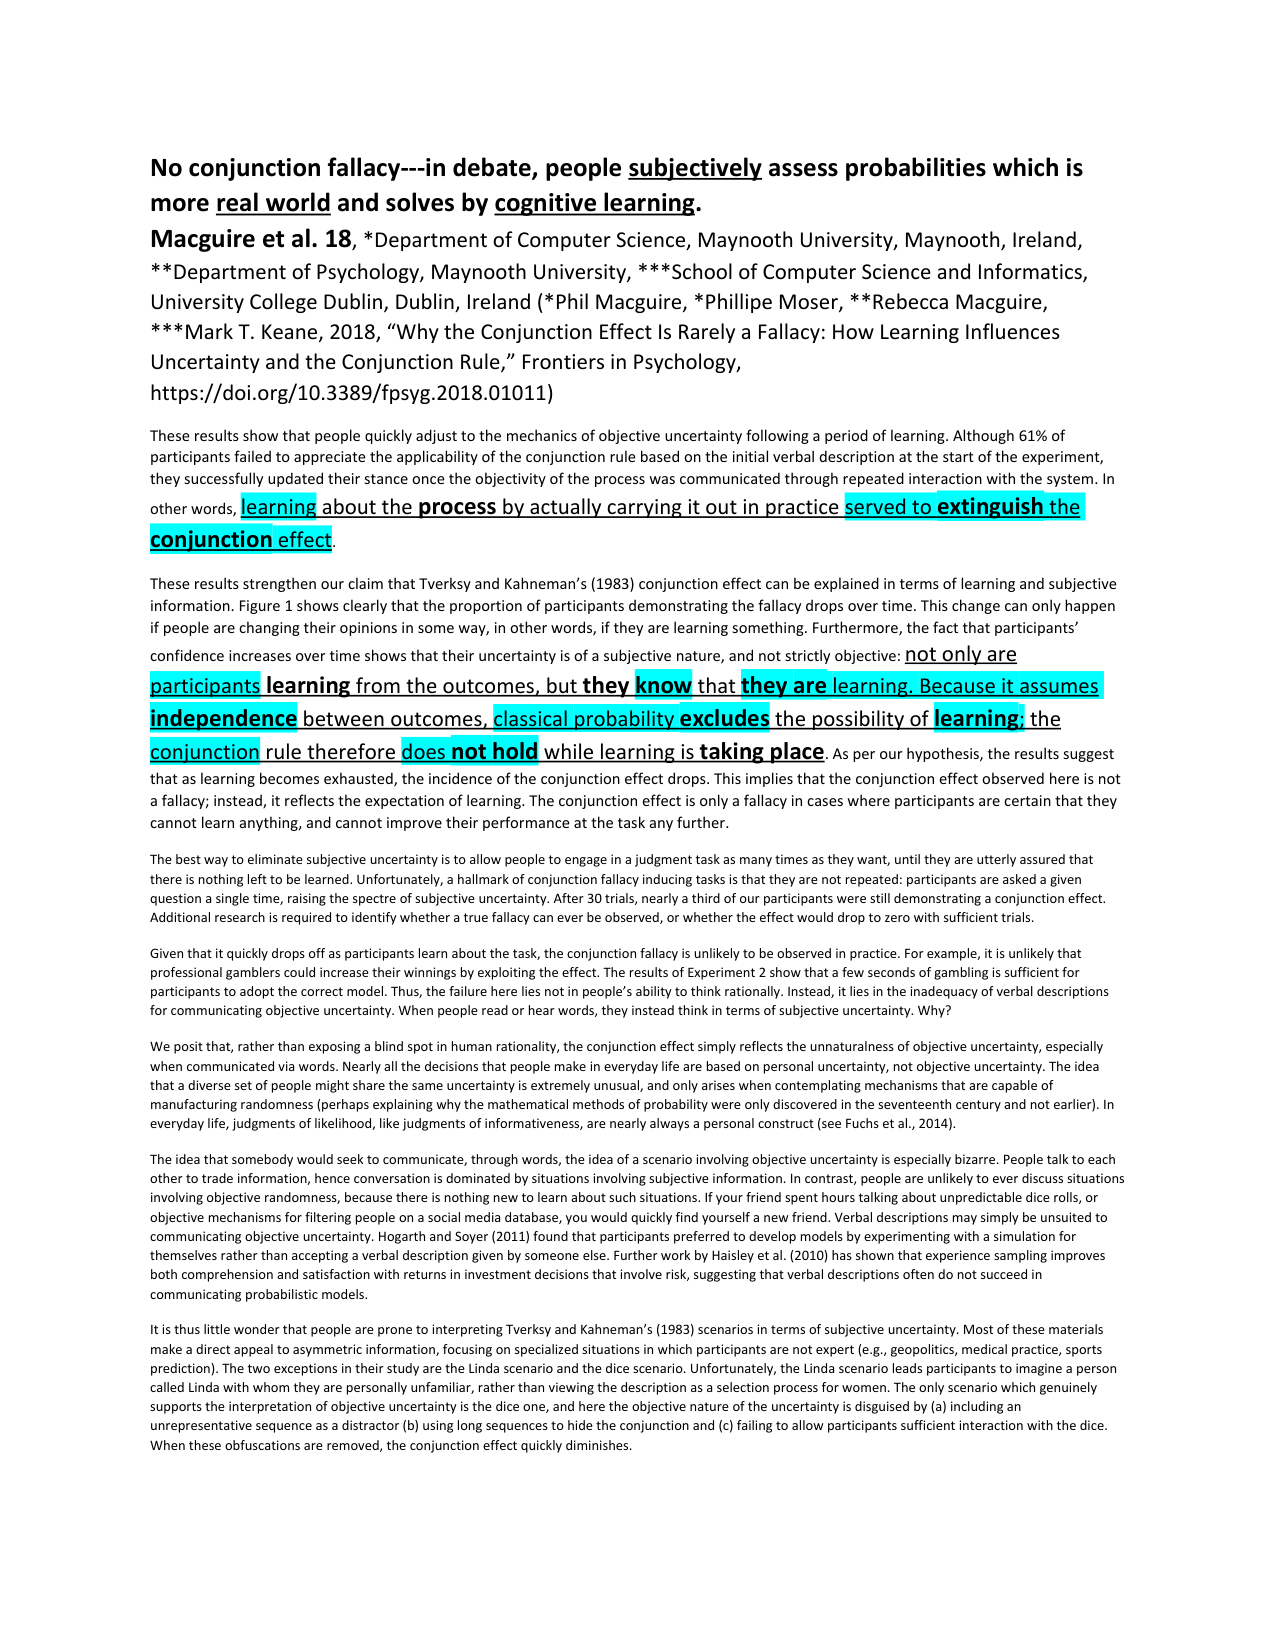 No conjunction fallacy---in debate, people subjectively assess probabilities which is
more real world and solves by cognitive learning.
Macguire et al. 18, *Department of Computer Science, Maynooth University, Maynooth, Ireland,
**Department of Psychology, Maynooth University, ***School of Computer Science and Informatics,
University College Dublin, Dublin, Ireland (*Phil Macguire, *Phillipe Moser, **Rebecca Macguire,
***Mark T. Keane, 2018, “Why the Conjunction Effect Is Rarely a Fallacy: How Learning Influences
Uncertainty and the Conjunction Rule,” Frontiers in Psychology,
https://doi.org/10.3389/fpsyg.2018.01011)
These results show that people quickly adjust to the mechanics of objective uncertainty following a period of learning. Although 61% of
participants failed to appreciate the applicability of the conjunction rule based on the initial verbal description at the start of the experiment,
they successfully updated their stance once the objectivity of the process was communicated through repeated interaction with the system. In
other words, learning about the process by actually carrying it out in practice served to extinguish the
conjunction effect.
These results strengthen our claim that Tverksy and Kahneman’s (1983) conjunction effect can be explained in terms of learning and subjective
information. Figure 1 shows clearly that the proportion of participants demonstrating the fallacy drops over time. This change can only happen
if people are changing their opinions in some way, in other words, if they are learning something. Furthermore, the fact that participants’
confidence increases over time shows that their uncertainty is of a subjective nature, and not strictly objective: not only are
participants learning from the outcomes, but they know that they are learning. Because it assumes
independence between outcomes, classical probability excludes the possibility of learning; the
conjunction rule therefore does not hold while learning is taking place. As per our hypothesis, the results suggest
that as learning becomes exhausted, the incidence of the conjunction effect drops. This implies that the conjunction effect observed here is not
a fallacy; instead, it reflects the expectation of learning. The conjunction effect is only a fallacy in cases where participants are certain that they
cannot learn anything, and cannot improve their performance at the task any further.
The best way to eliminate subjective uncertainty is to allow people to engage in a judgment task as many times as they want, until they are utterly assured that
there is nothing left to be learned. Unfortunately, a hallmark of conjunction fallacy inducing tasks is that they are not repeated: participants are asked a given
question a single time, raising the spectre of subjective uncertainty. After 30 trials, nearly a third of our participants were still demonstrating a conjunction effect.
Additional research is required to identify whether a true fallacy can ever be observed, or whether the effect would drop to zero with sufficient trials.
Given that it quickly drops off as participants learn about the task, the conjunction fallacy is unlikely to be observed in practice. For example, it is unlikely that
professional gamblers could increase their winnings by exploiting the effect. The results of Experiment 2 show that a few seconds of gambling is sufficient for
participants to adopt the correct model. Thus, the failure here lies not in people’s ability to think rationally. Instead, it lies in the inadequacy of verbal descriptions
for communicating objective uncertainty. When people read or hear words, they instead think in terms of subjective uncertainty. Why?
We posit that, rather than exposing a blind spot in human rationality, the conjunction effect simply reflects the unnaturalness of objective uncertainty, especially
when communicated via words. Nearly all the decisions that people make in everyday life are based on personal uncertainty, not objective uncertainty. The idea
that a diverse set of people might share the same uncertainty is extremely unusual, and only arises when contemplating mechanisms that are capable of
manufacturing randomness (perhaps explaining why the mathematical methods of probability were only discovered in the seventeenth century and not earlier). In
everyday life, judgments of likelihood, like judgments of informativeness, are nearly always a personal construct (see Fuchs et al., 2014).
The idea that somebody would seek to communicate, through words, the idea of a scenario involving objective uncertainty is especially bizarre. People talk to each
other to trade information, hence conversation is dominated by situations involving subjective information. In contrast, people are unlikely to ever discuss situations
involving objective randomness, because there is nothing new to learn about such situations. If your friend spent hours talking about unpredictable dice rolls, or
objective mechanisms for filtering people on a social media database, you would quickly find yourself a new friend. Verbal descriptions may simply be unsuited to
communicating objective uncertainty. Hogarth and Soyer (2011) found that participants preferred to develop models by experimenting with a simulation for
themselves rather than accepting a verbal description given by someone else. Further work by Haisley et al. (2010) has shown that experience sampling improves
both comprehension and satisfaction with returns in investment decisions that involve risk, suggesting that verbal descriptions often do not succeed in
communicating probabilistic models.
It is thus little wonder that people are prone to interpreting Tverksy and Kahneman’s (1983) scenarios in terms of subjective uncertainty. Most of these materials
make a direct appeal to asymmetric information, focusing on specialized situations in which participants are not expert (e.g., geopolitics, medical practice, sports
prediction). The two exceptions in their study are the Linda scenario and the dice scenario. Unfortunately, the Linda scenario leads participants to imagine a person
called Linda with whom they are personally unfamiliar, rather than viewing the description as a selection process for women. The only scenario which genuinely
supports the interpretation of objective uncertainty is the dice one, and here the objective nature of the uncertainty is disguised by (a) including an
unrepresentative sequence as a distractor (b) using long sequences to hide the conjunction and (c) failing to allow participants sufficient interaction with the dice.
When these obfuscations are removed, the conjunction effect quickly diminishes.